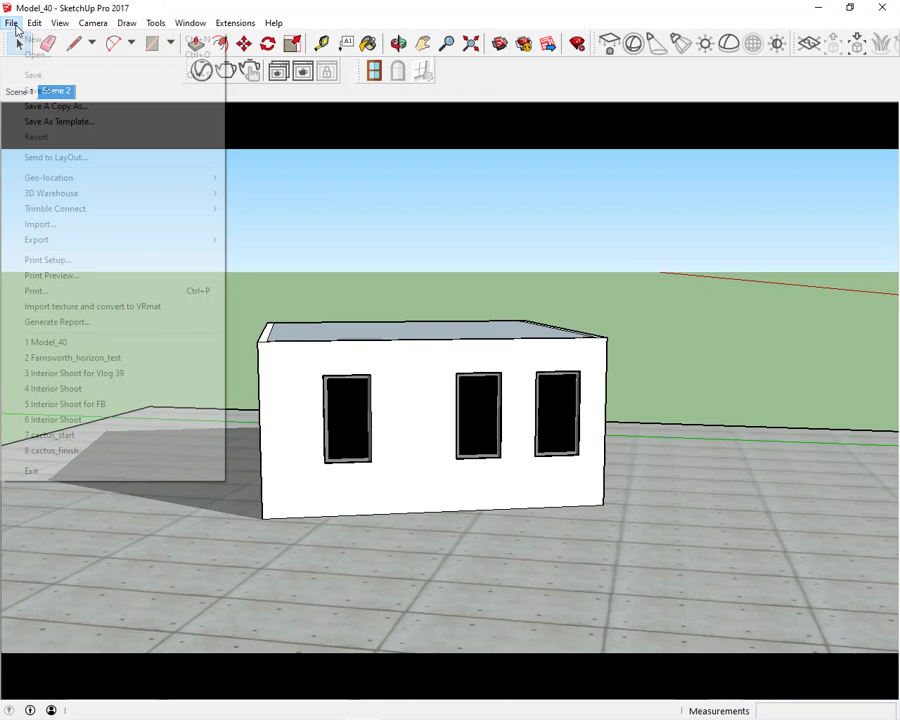 Model_40 - SketchUp Pro 2017
File Edit View Camera Draw Tools Window Extensions Help
New
Open...
Save
Scene 1 Scene 2
Save A Copy As...
Save As Template...
Revert
Send to LayOut...
Geo-location
3D Warehouse
Trimble Connect
Import...
Export
Print Setup...
Print Preview...
Print... Ctrl+P
Import texture and convert to VRmat
Generate Report...
1 Model_40
2 Farnsworth_horizon_test
3 Interior Shoot for Vlog 39
4 Interior Shoot
5 Interior Shoot for FB
6 Interior Shoot
7 cactus_start
8 cactus_finish
Exit
Measurements